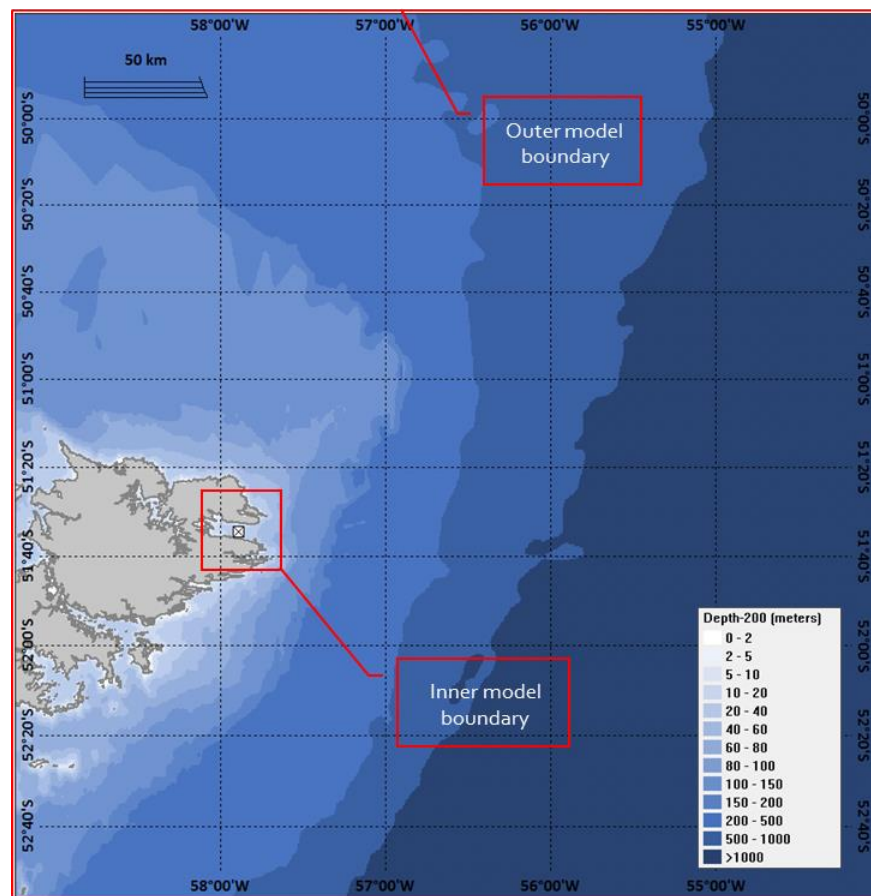 58°00'W 57°00'W 56°00'W 55°00'W
50 km
50°00'S 50°00'S
Outer model
boundary
50°20'S 50°20'S
50°40'S 50°40'S
51°00'S 51°00'S
51°20'S 51°20'S
51°40'S 51°40'S
52°00'S
Inner model
boundary
52°20'S
52°40'S
Depth-200 (meters)
0 - 2
2 - 5
5 - 10
10 - 20
20 - 40
40 - 60
60 - 80
80 - 100
100 - 150
150 - 200
200 - 500
500 - 1000
>1000
52°00'S
52°20'S
52°40'S
58°00'W 57°00'W 56°00'W 55°00'W